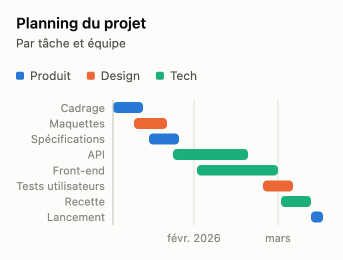 Planning du projet
Par tâche et équipe
Produit Design Tech
Cadrage
Maquettes
Spécifications
API
Front-end
Tests utilisateurs
Recette
Lancement
févr. 2026 mars